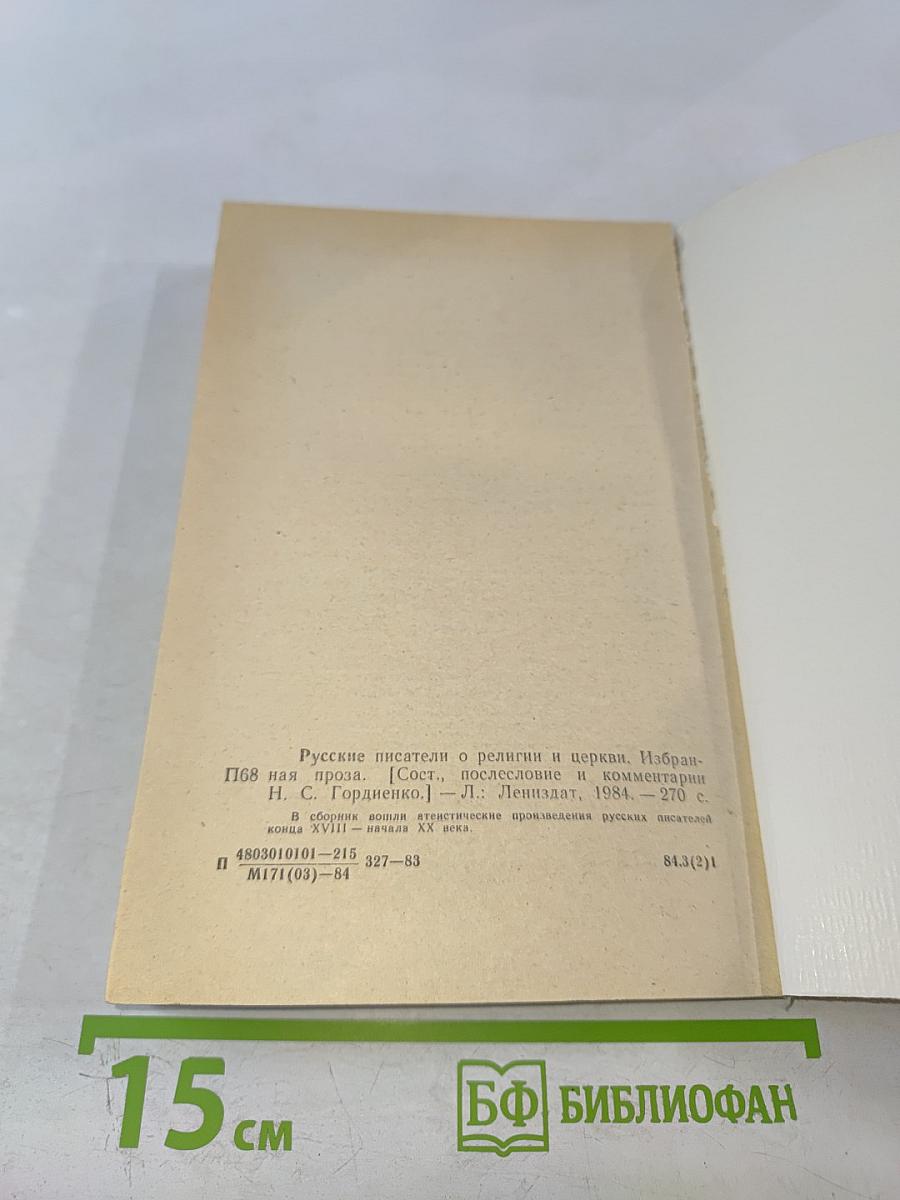 Русские писатели о религии и церкви. Избран-
П68 ная проза. [Сост., послесловие и комментарии
Н. С. Гордиенко.] — Л.: Лениздат, 1984. — 270 с.
В сборник вошли атеистические произведения русских писателей
конца XVIII — начала XX века.
П 4803010101—215 327—83 84.3(2)1
М171(03)—84
15 см БФ БИБЛИОФАН